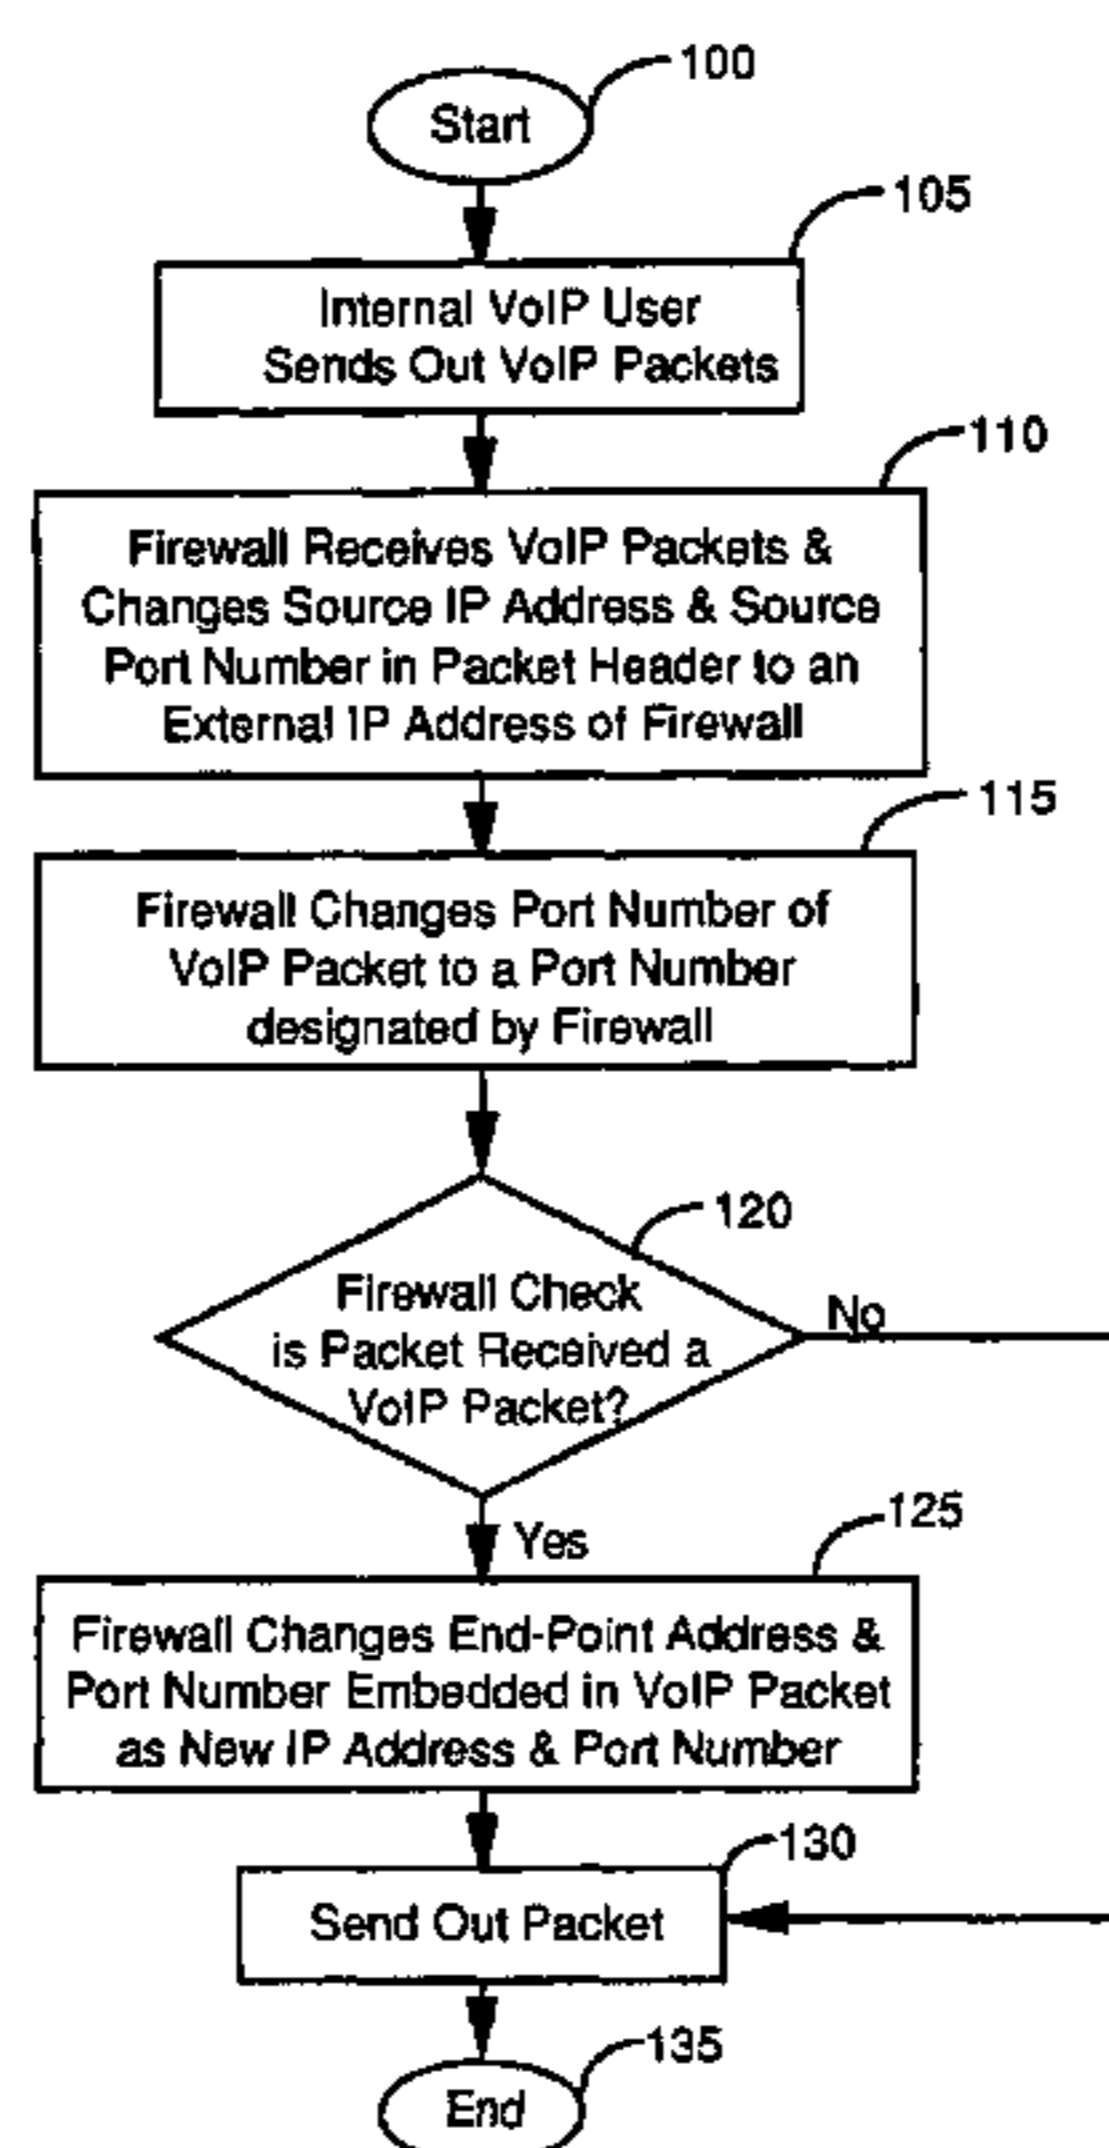 100
Start
105
Internal VoIP User
Sends Out VoIP Packets
110
Firewall Receives VoIP Packets &
Changes Source IP Address & Source
Port Number in Packet Header to an
External IP Address of Firewall
115
Firewall Changes Port Number of
VoIP Packet to a Port Number
designated by Firewall
120
Firewall Check
is Packet Received a
VoIP Packet?
No
Yes
125
Firewall Changes End-Point Address &
Port Number Embedded in VoIP Packet
as New IP Address & Port Number
130
Send Out Packet
135
End